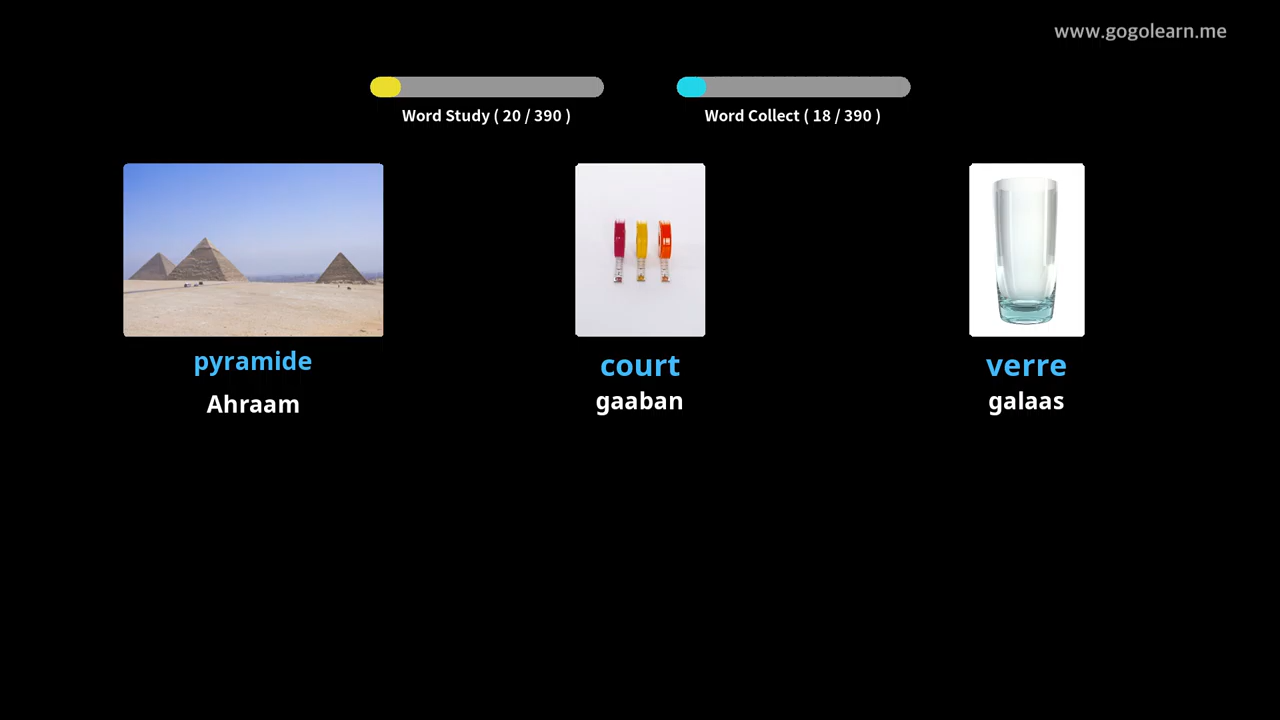 www.gogolearn.me
Word Study ( 20 / 390 )
Word Collect ( 18 / 390 )
pyramide
Ahraam
court
gaaban
verre
galaas